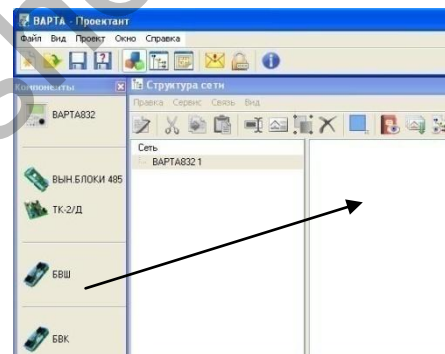 ВАРТА - Проектант
Файл Вид Проект Окно Справка
Компоненты
Структура сети
Правка Сервис Связь Вид
ВАРТА832
ВЫН.БЛОКИ 485
ТК-2/Д
БВШ
БВК
Сеть
ВАРТА832 1